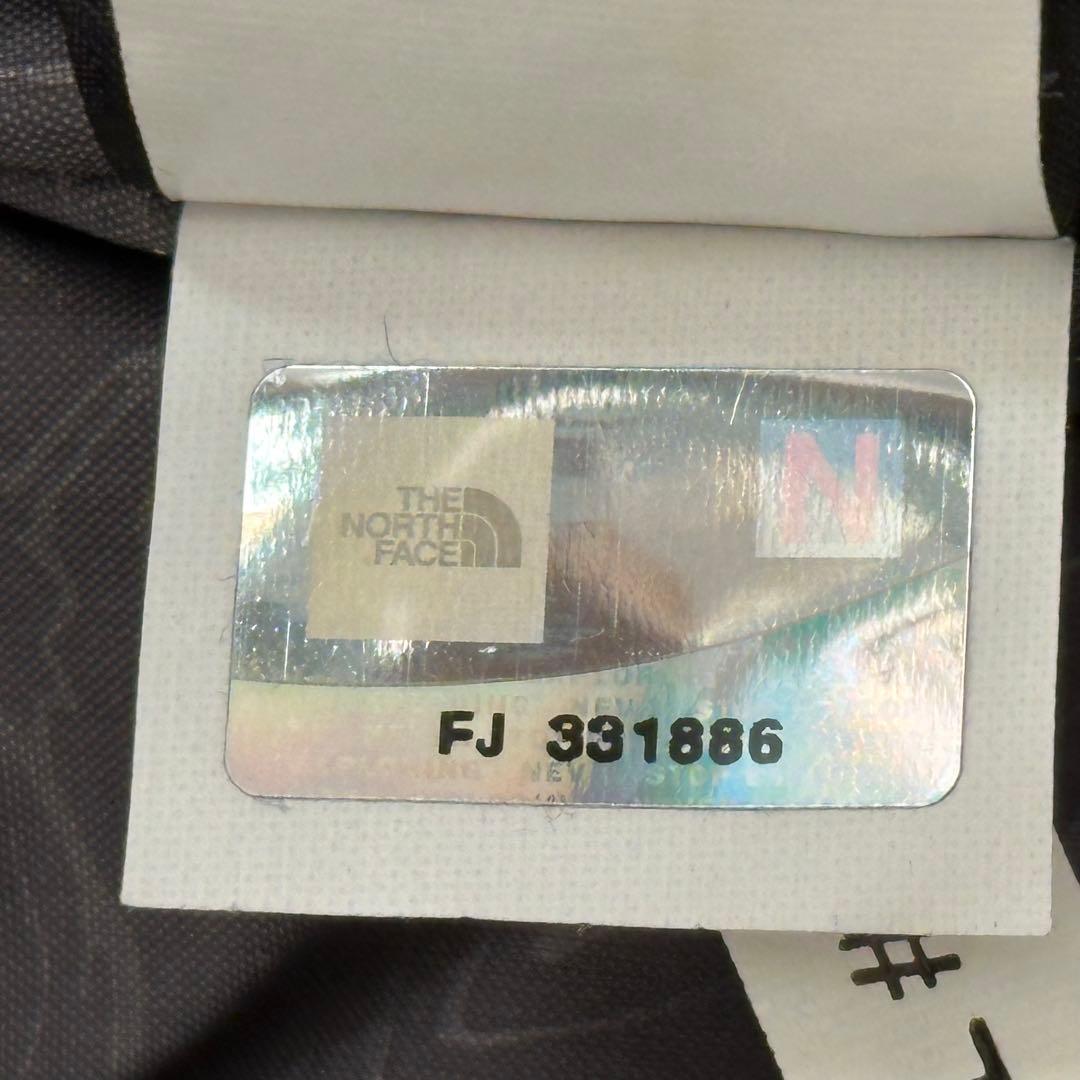 THE
NORTH
FACE
N
FJ 331886
#